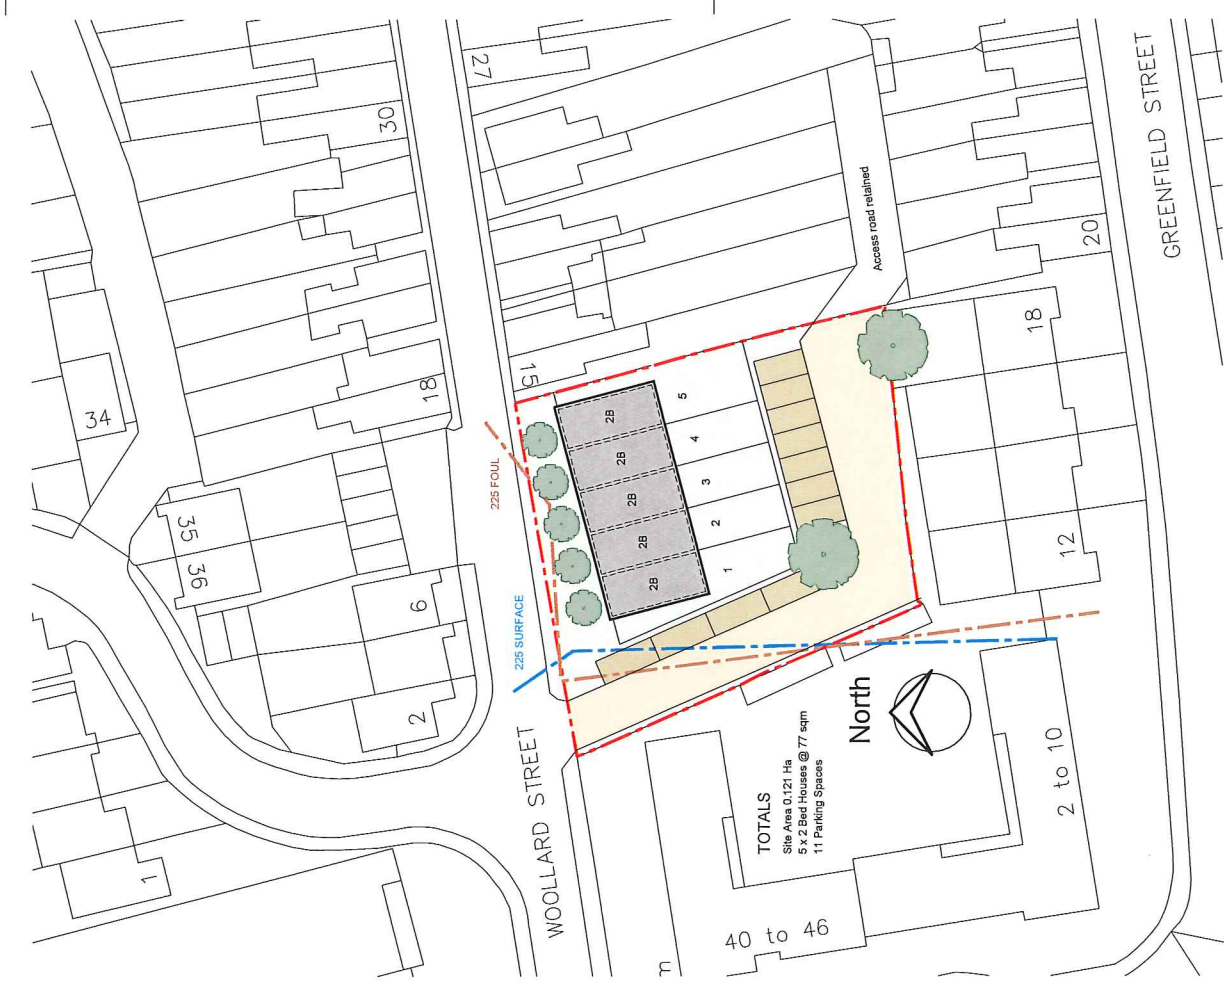 27
30
GREENFIELD STREET
Access road retained
20
18
15
18
34
225 FOUL
2B
2B
2B
2B
2B
5
4
3
2
1
35
36
12
6
2
225 SURFACE
North
WOOLLARD STREET
TOTALS
Site Area 0.121 Ha
5 x 2 Bed Houses @ 77 sqm
11 Parking Spaces
2 to 10
1
40 to 46
m